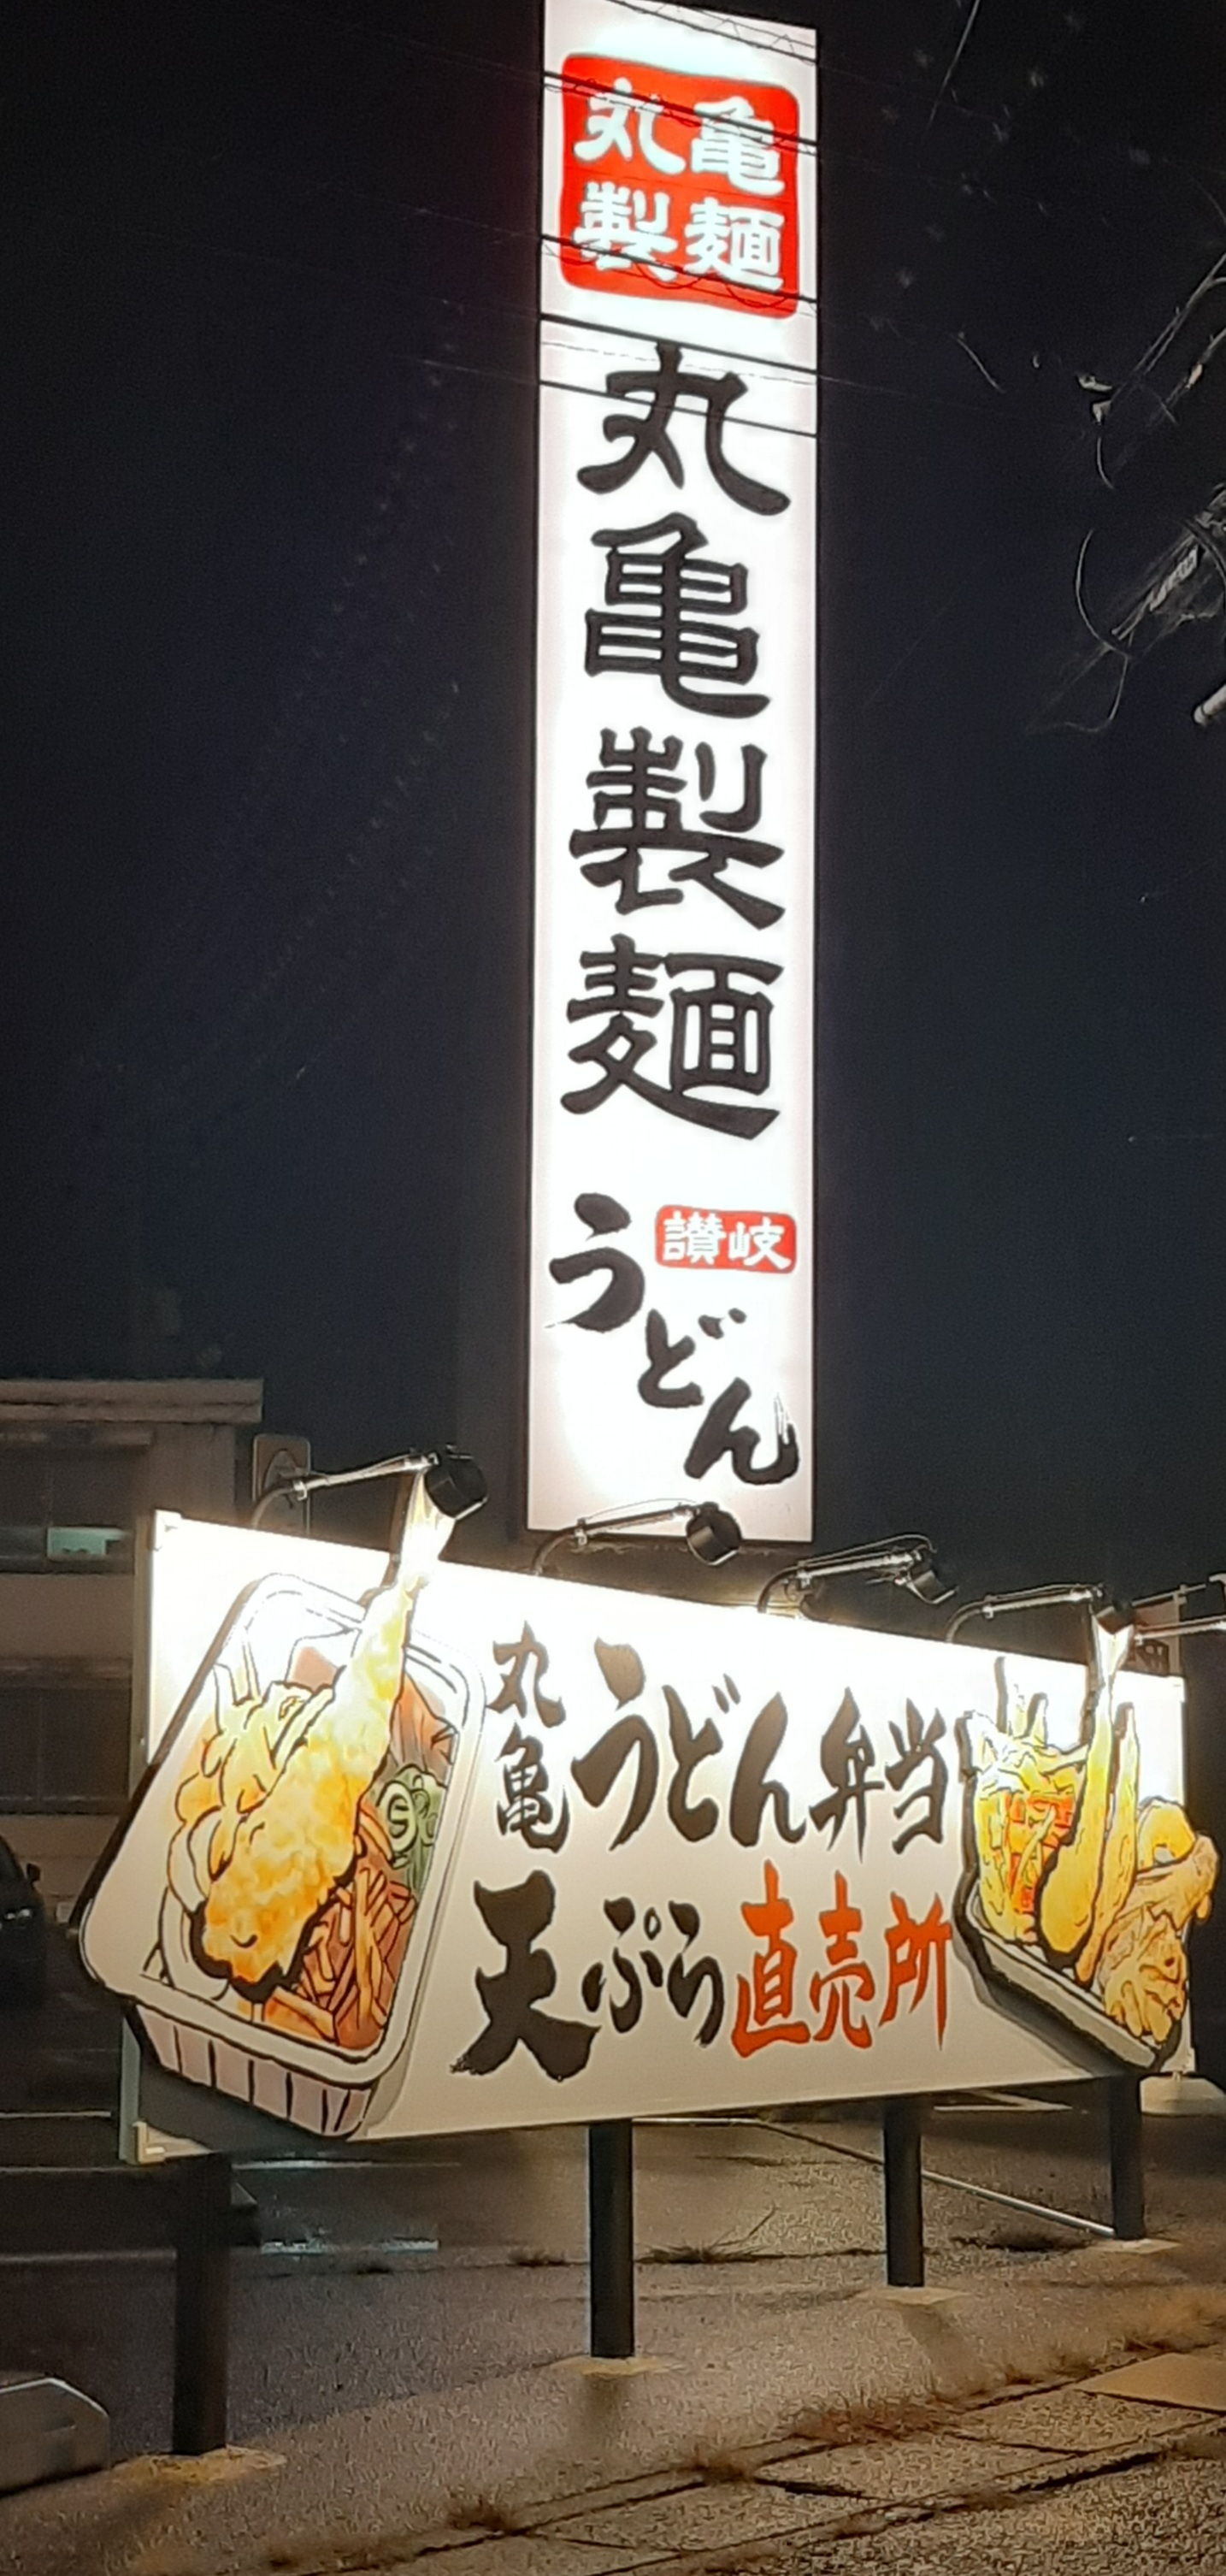 丸亀
製麺
丸亀製麺
讃岐
うどん
丸亀うどん弁当
天ぷら直売所